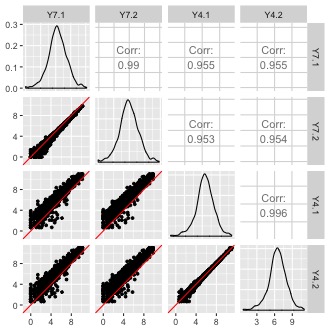 Y7.1 Y7.2 Y4.1 Y4.2
0.3
0.2
0.1
0.0
Corr: Corr: Corr:
0.99 0.955 0.955
Y7.1
8
4
0
Corr: Corr:
0.953 0.954
Y7.2
8
4
0
Corr:
0.996
Y4.1
8
4
0
Y4.2
0 4 8 0 4 8 0 4 8 3 6 9